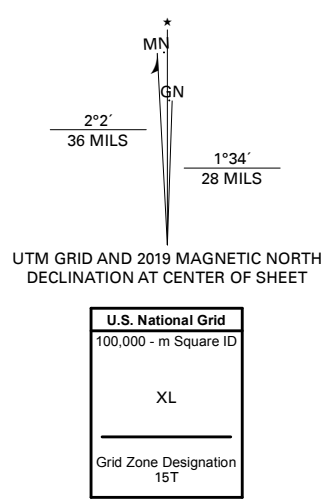 MN
GN
2°2´
36 MILS
1°34´
28 MILS
UTM GRID AND 2019 MAGNETIC NORTH
DECLINATION AT CENTER OF SHEET
U.S. National Grid
100,000 - m Square ID
XL
Grid Zone Designation
15T